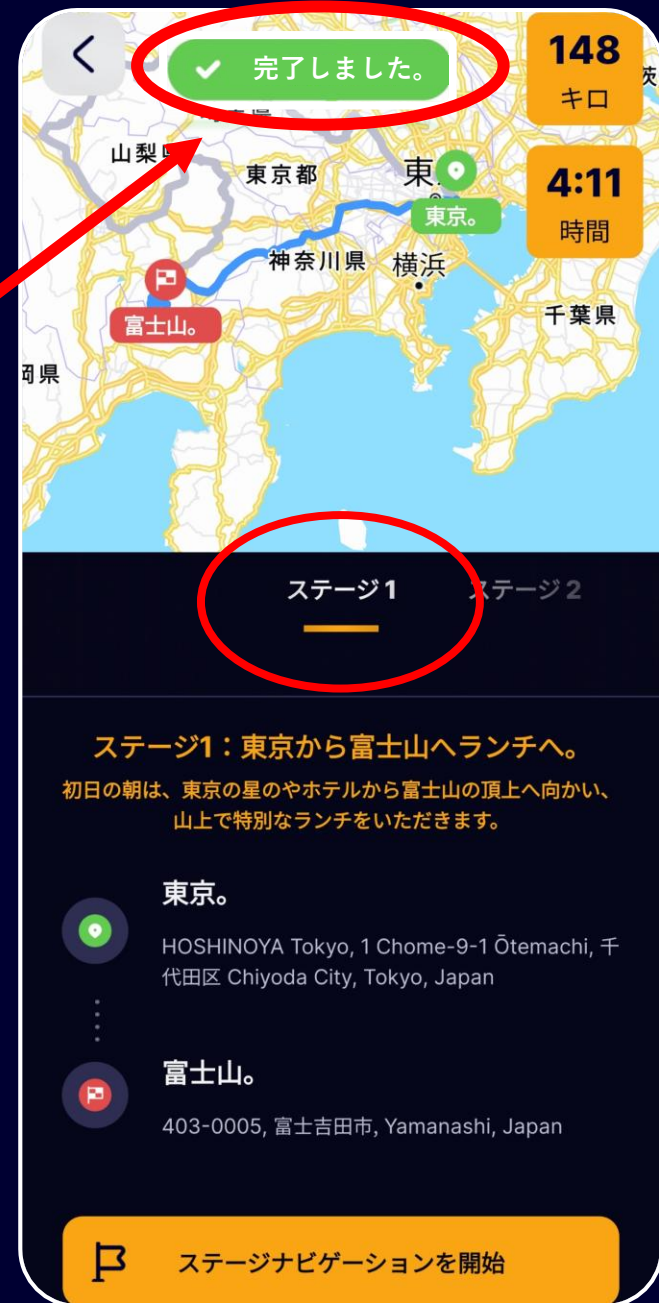 完了しました。
148
キロ
4:11
時間
山梨
東京都
東
東京。
神奈川県
横浜
富士山。
千葉県
岡県
茨
ステージ 1
ステージ 2
ステージ1：東京から富士山へランチへ。
初日の朝は、東京の星のやホテルから富士山の頂上へ向かい、
山上で特別なランチをいただきます。
東京。
HOSHINOYA Tokyo, 1 Chome-9-1 Ōtemachi, 千
代田区 Chiyoda City, Tokyo, Japan
富士山。
403-0005, 富士吉田市, Yamanashi, Japan
ステージナビゲーションを開始